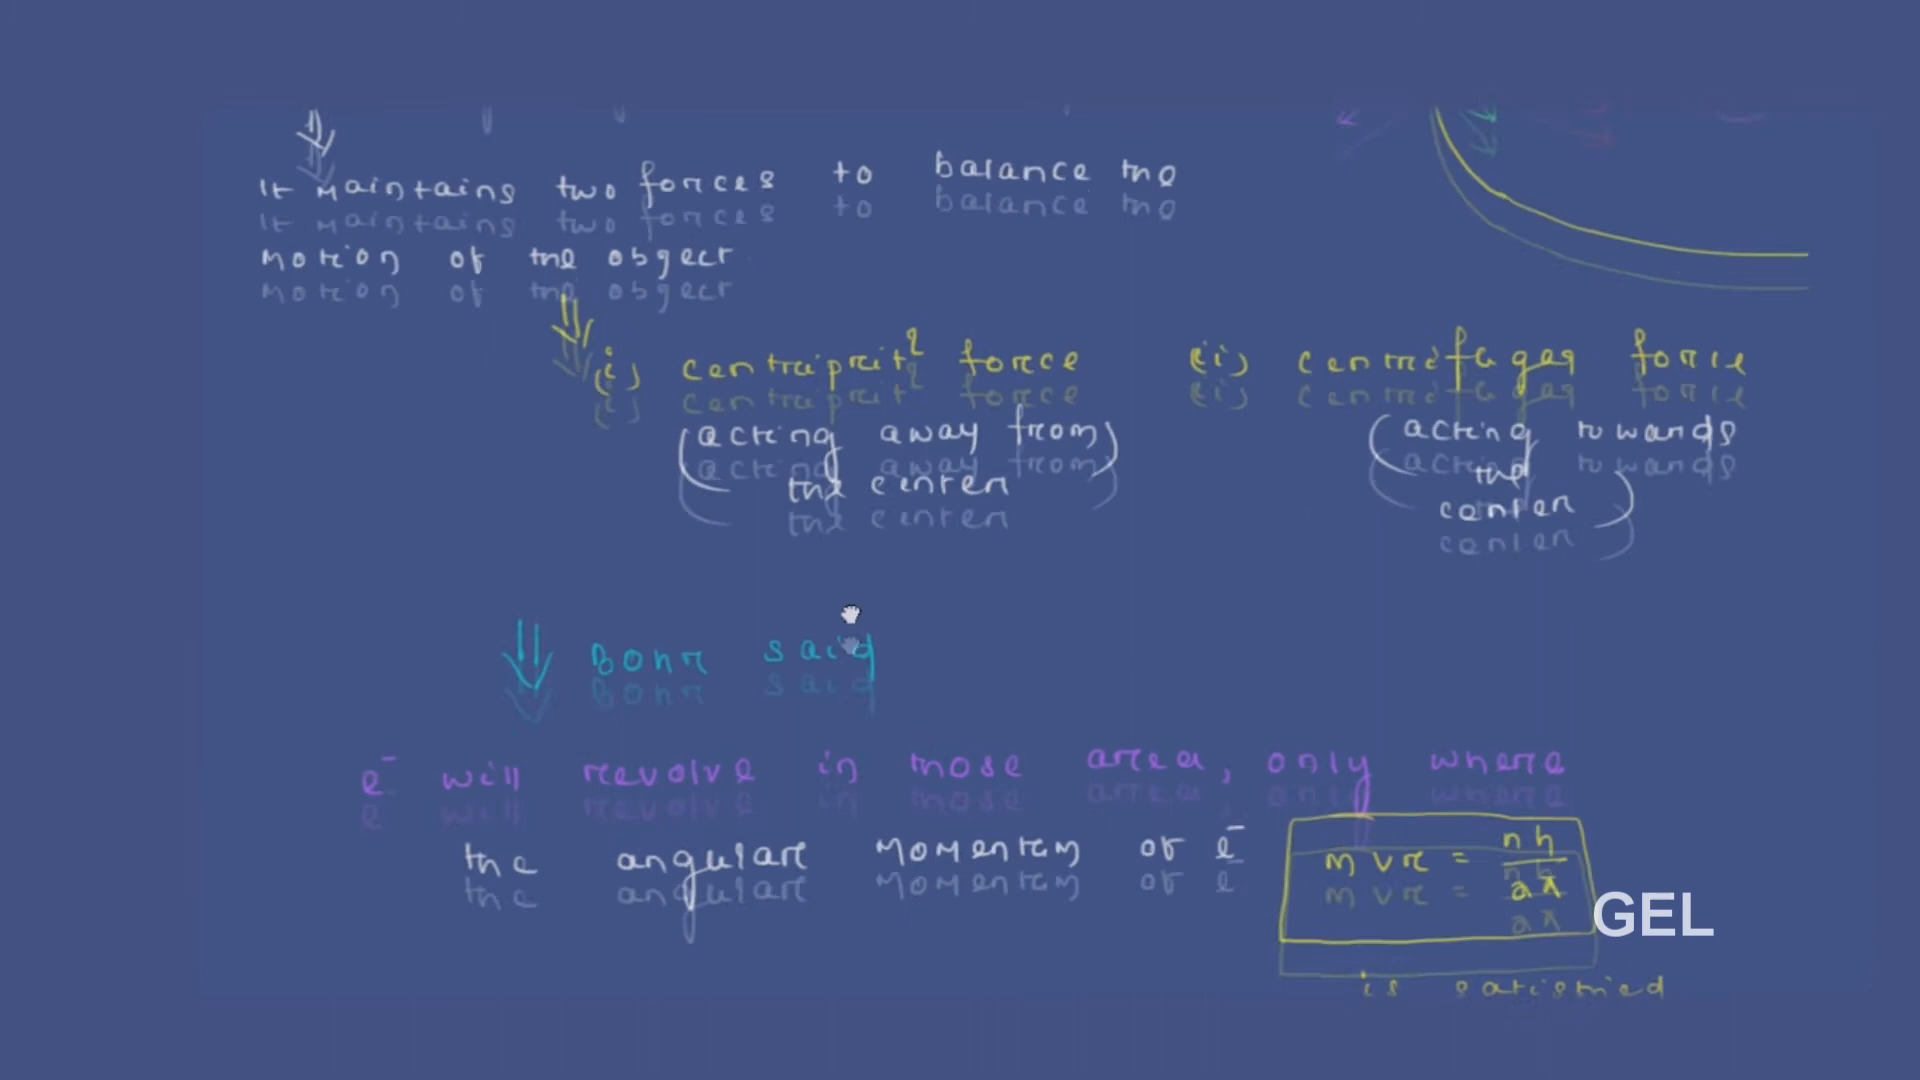 It maintains two forces to balance the
motion of the object
(i) centripital force (ii) centrifugal force
(acting away from acting towards
the center) the
center)
Bohr said
e⁻ will revolve in those area, only where
the angular momentum of e⁻ mvr = nh/2π
GEL
is satisfied